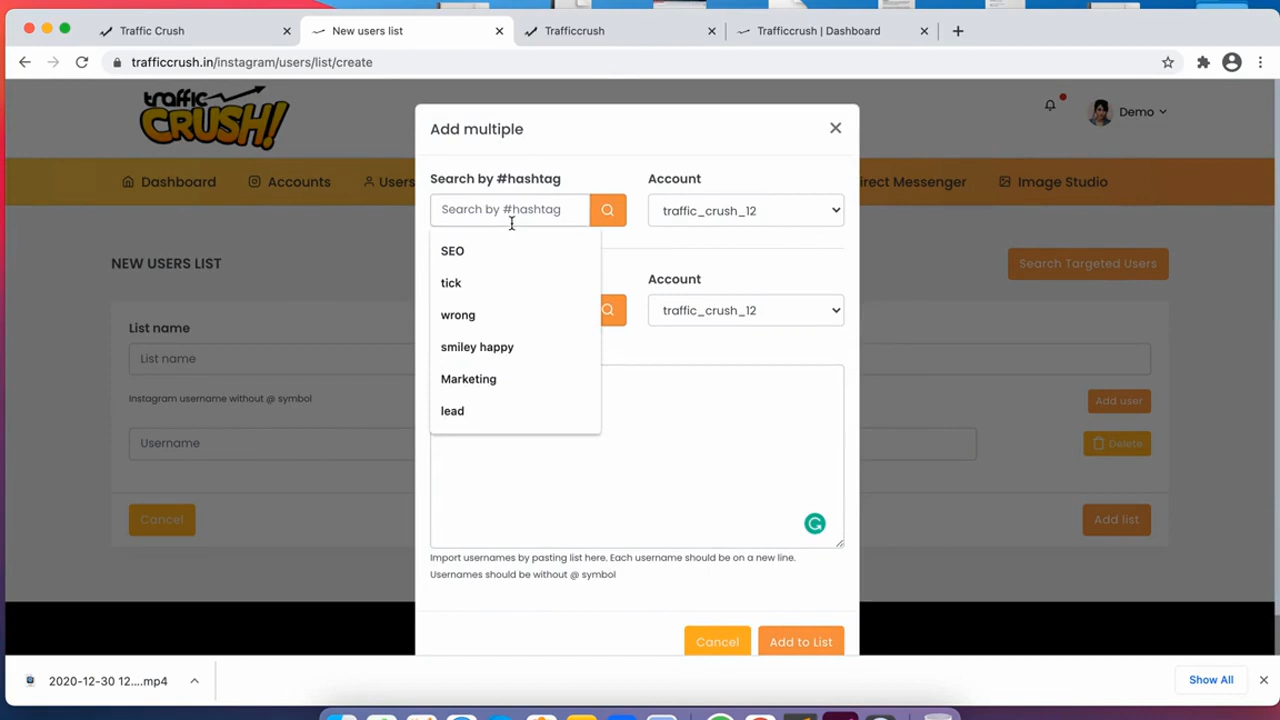 Traffic Crush
New users list
Trafficcrush
Trafficcrush | Dashboard
trafficcrush.in/instagram/users/list/create
traffic
CRUSH!
Demo
Dashboard
Accounts
Users
irect Messenger
Image Studio
Add multiple
Search by #hashtag
Account
Search by #hashtag
traffic_crush_12
SEO
tick
wrong
smiley happy
Marketing
lead
Account
traffic_crush_12
NEW USERS LIST
Search Targeted Users
List name
List name
Instagram username without @ symbol
Add user
Username
Delete
Cancel
Add list
Import usernames by pasting list here. Each username should be on a new line.
Usernames should be without @ symbol
Cancel
Add to List
2020-12-30 12....mp4
Show All